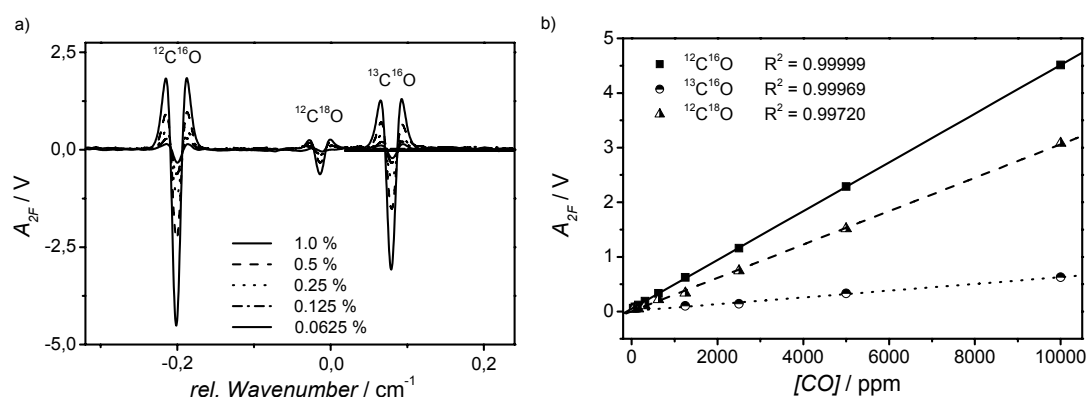 a)
¹²C¹⁶O
¹³C¹⁶O
¹²C¹⁸O
2,5
0,0
-2,5
-5,0
A₂F / V
1.0 %
0.5 %
0.25 %
0.125 %
0.0625 %
-0,2
0,0
0,2
rel. Wavenumber / cm⁻¹
b)
5
4
3
2
1
0
A₂F / V
¹²C¹⁶O R² = 0.99999
¹³C¹⁶O R² = 0.99969
¹²C¹⁸O R² = 0.99720
0
2000
4000
6000
8000
10000
[CO] / ppm